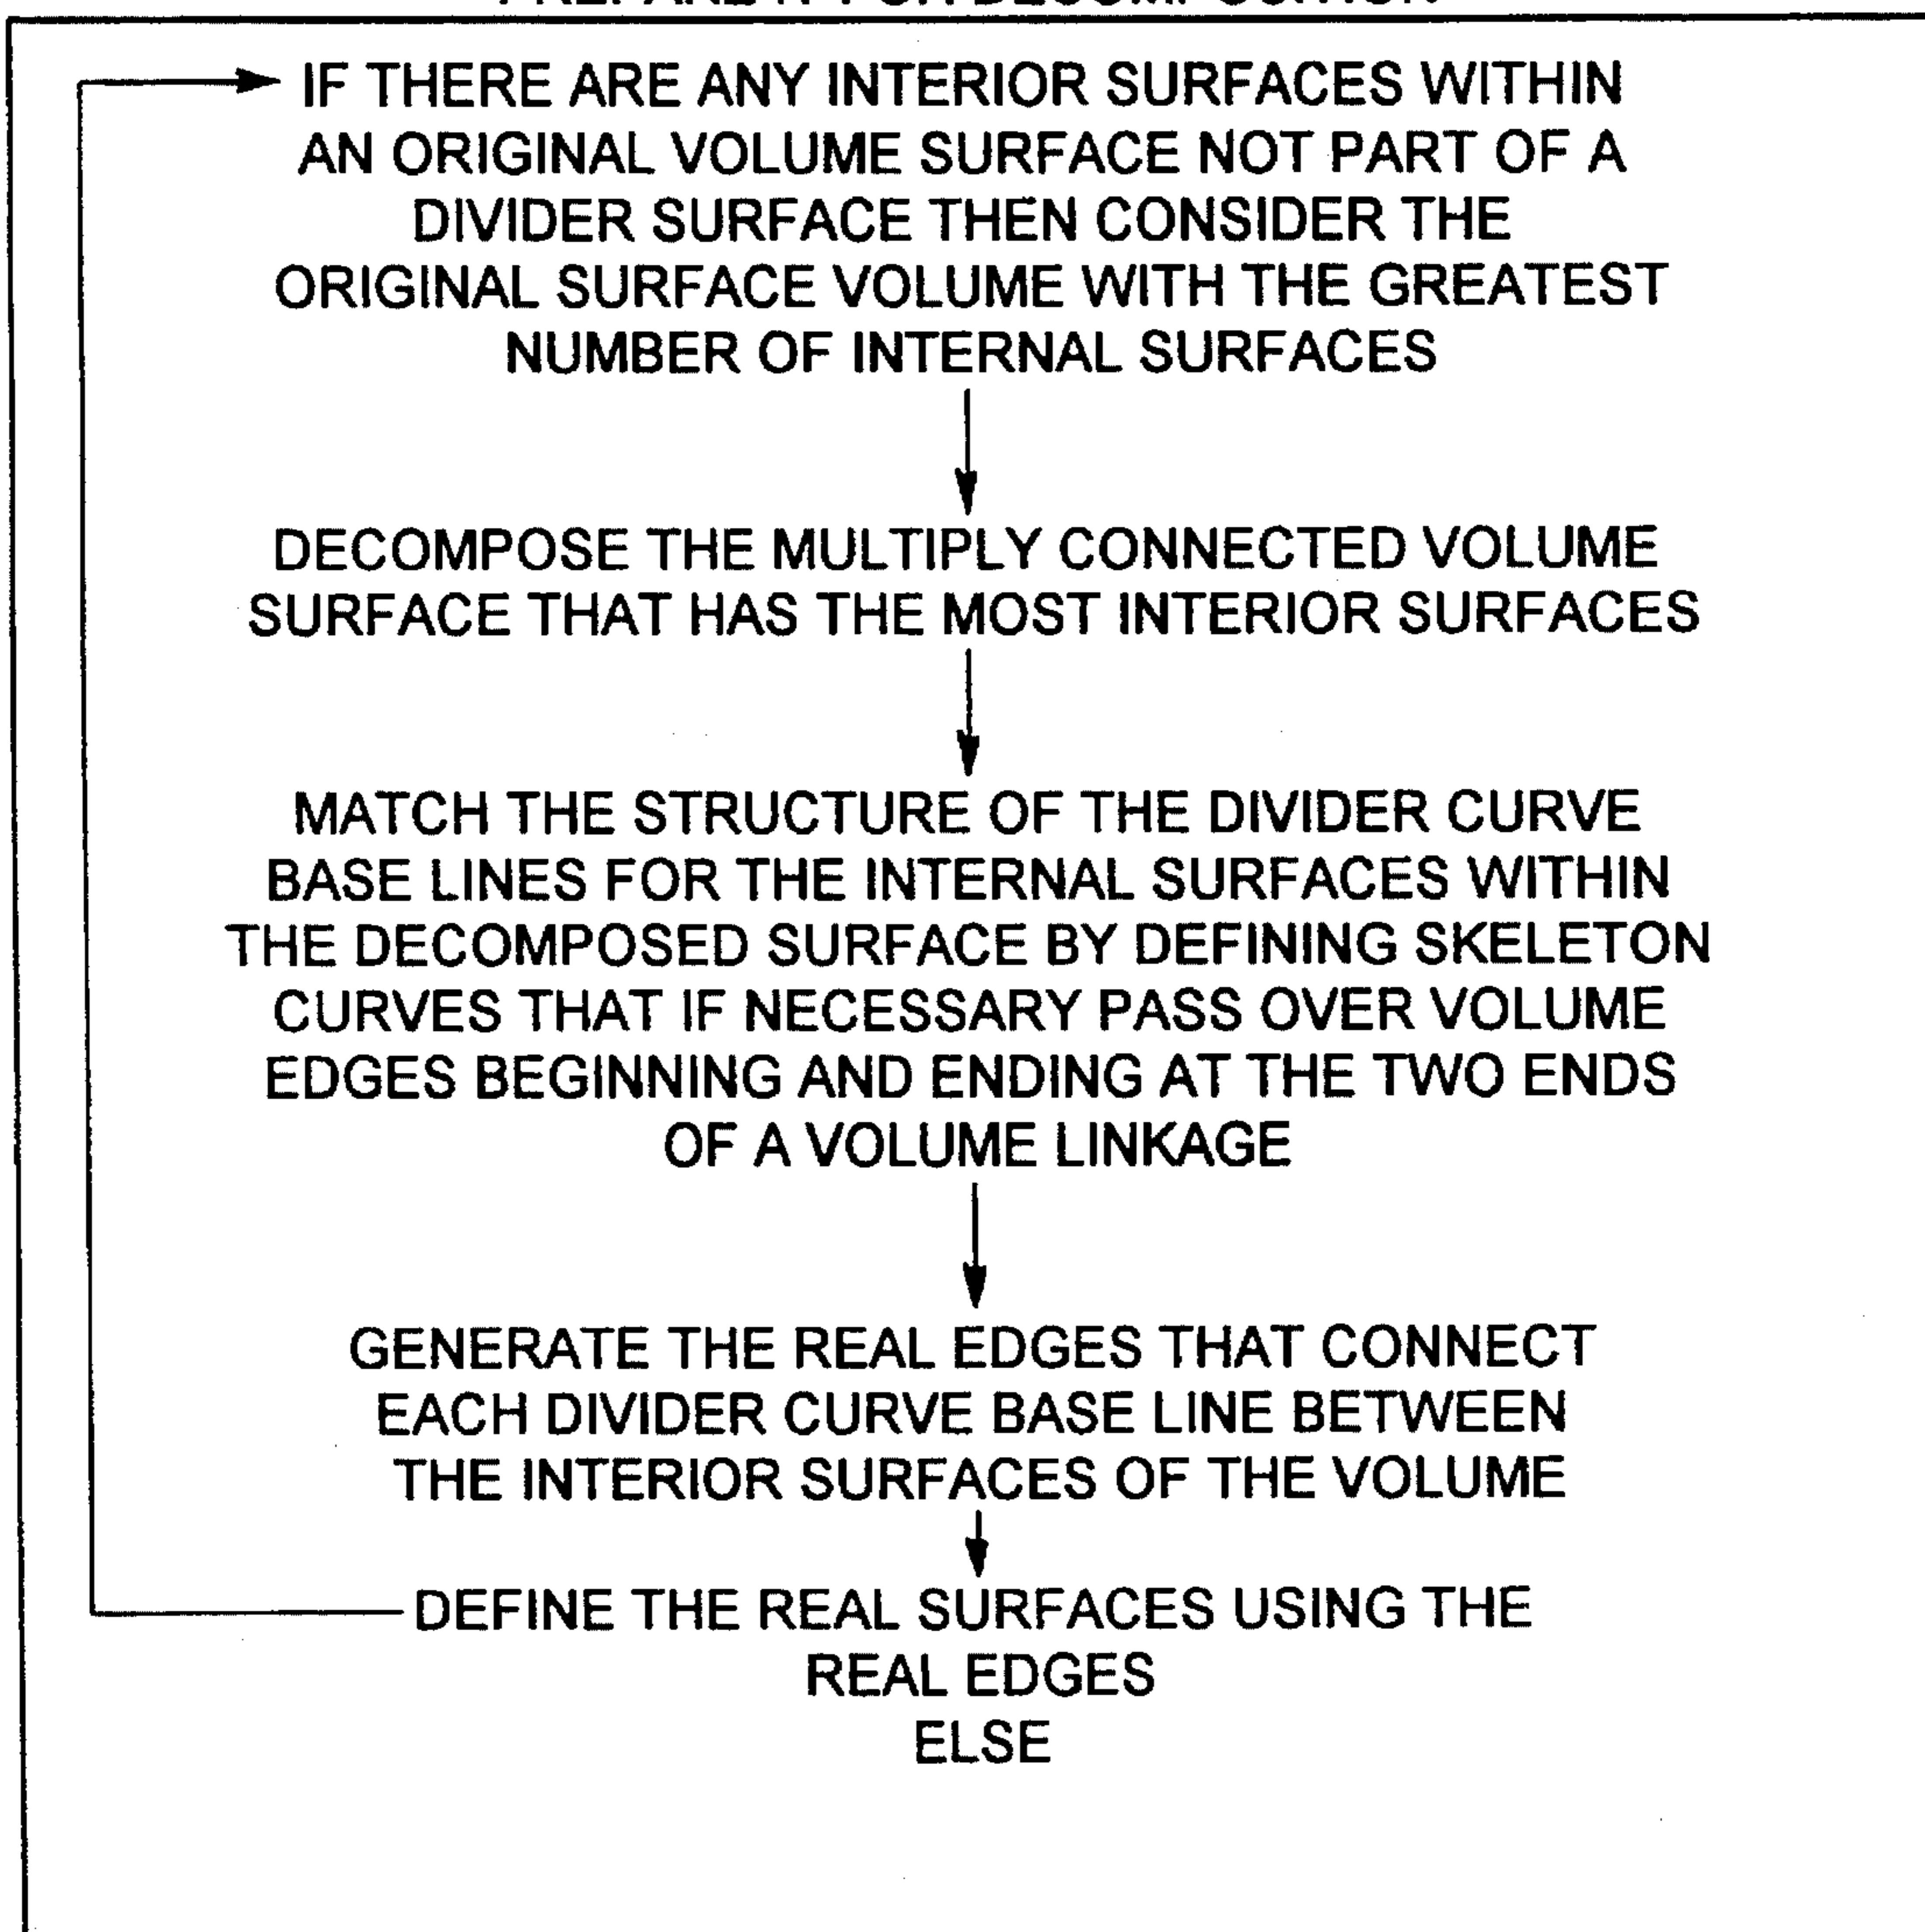 IF THERE ARE ANY INTERIOR SURFACES WITHIN
AN ORIGINAL VOLUME SURFACE NOT PART OF A
DIVIDER SURFACE THEN CONSIDER THE
ORIGINAL SURFACE VOLUME WITH THE GREATEST
NUMBER OF INTERNAL SURFACES
DECOMPOSE THE MULTIPLY CONNECTED VOLUME
SURFACE THAT HAS THE MOST INTERIOR SURFACES
MATCH THE STRUCTURE OF THE DIVIDER CURVE
BASE LINES FOR THE INTERNAL SURFACES WITHIN
THE DECOMPOSED SURFACE BY DEFINING SKELETON
CURVES THAT IF NECESSARY PASS OVER VOLUME
EDGES BEGINNING AND ENDING AT THE TWO ENDS
OF A VOLUME LINKAGE
GENERATE THE REAL EDGES THAT CONNECT
EACH DIVIDER CURVE BASE LINE BETWEEN
THE INTERIOR SURFACES OF THE VOLUME
DEFINE THE REAL SURFACES USING THE
REAL EDGES
ELSE